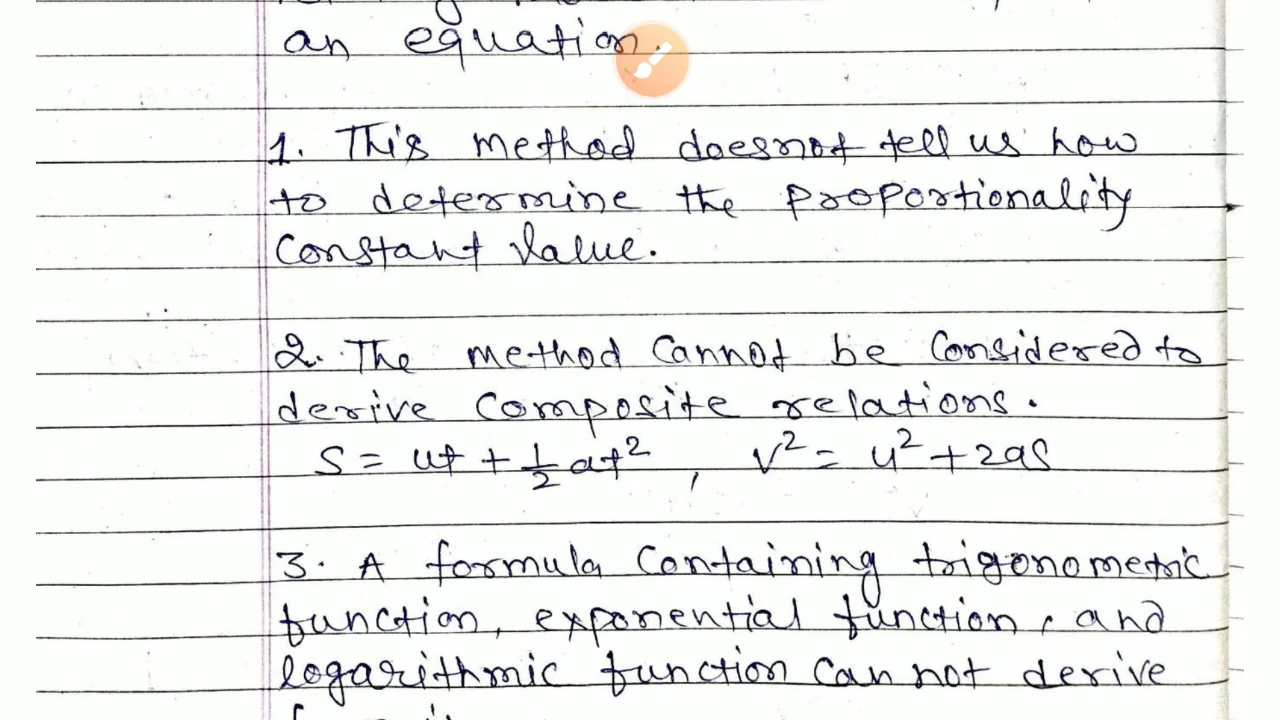 an equation.
1. This method doesnot tell us how
to determine the proportionality
constant value.
2. The method cannot be considered to
derive composite relations.
S = ut + 1/2 at², v² = u² + 2as
3. A formula containing trigonometric
function, exponential function, and
logarithmic function can not derive